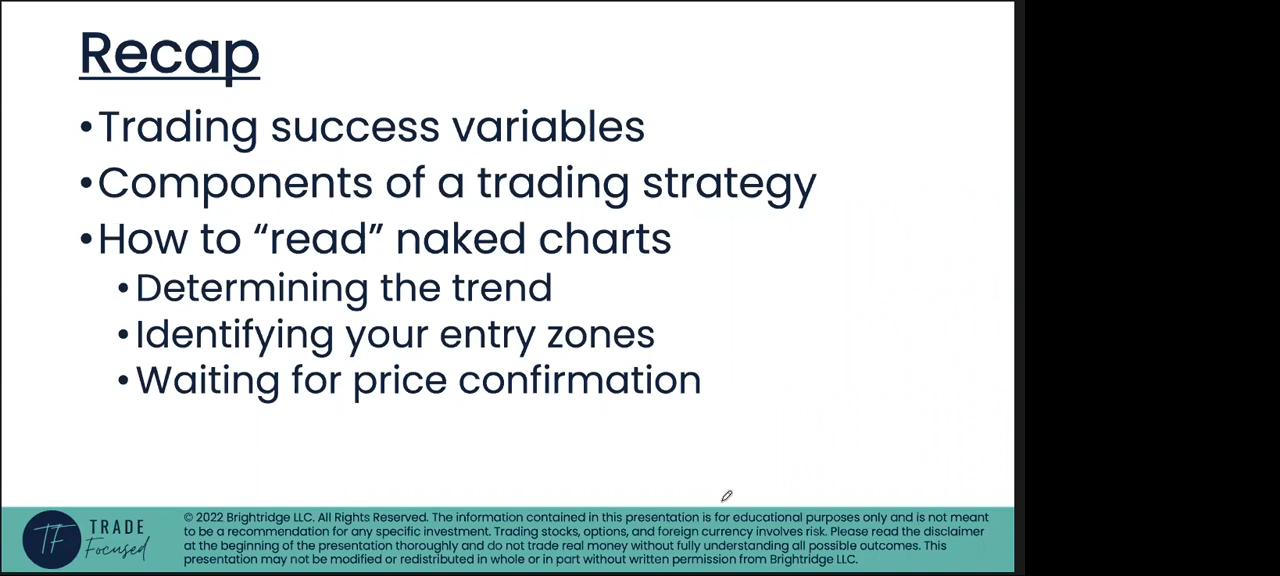 Recap
•Trading success variables
•Components of a trading strategy
•How to “read” naked charts
•Determining the trend
•Identifying your entry zones
•Waiting for price confirmation
TF
TRADE
Focused
© 2022 Brightridge LLC. All Rights Reserved. The information contained in this presentation is for educational purposes only and is not meant
to be a recommendation for any specific investment. Trading stocks, options, and foreign currency involves risk. Please read the disclaimer
at the beginning of the presentation thoroughly and do not trade real money without fully understanding all possible outcomes. This
presentation may not be modified or redistributed in whole or in part without written permission from Brightridge LLC.